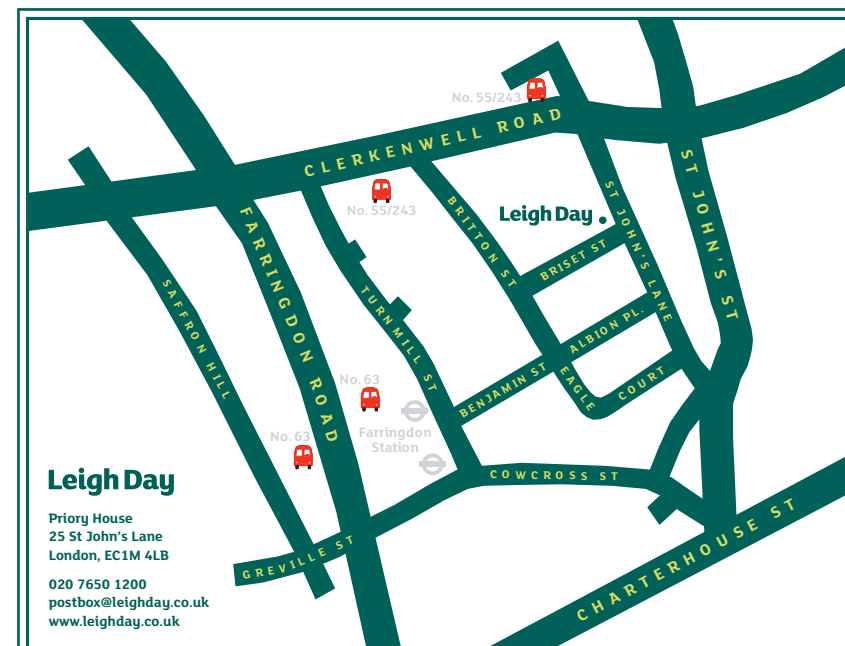 No. 55/243
CLERKENWELL ROAD
No. 55/243
Leigh Day
ST JOHN'S ST
ST JOHN'S LANE
BRITTON ST
BRISET ST
FARRINGDON ROAD
SAFFRON HILL
TURNMILL ST
ALBION PL.
BENJAMIN ST
EAGLE COURT
No. 63
Farringdon
Station
No. 63
COWCROSS ST
GREVILLE ST
CHARTERHOUSE ST
Leigh Day
Priory House
25 St John’s Lane
London, EC1M 4LB
020 7650 1200
postbox@leighday.co.uk
www.leighday.co.uk